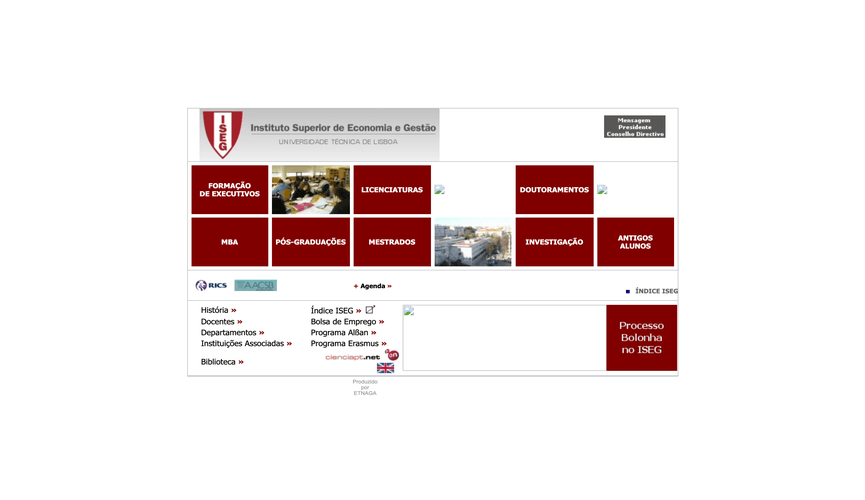 ISEG
Instituto Superior de Economia e Gestão
UNIVERSIDADE TÉCNICA DE LISBOA
Mensagem
Presidente
Conselho Directivo
FORMAÇÃO
DE EXECUTIVOS
LICENCIATURAS
DOUTORAMENTOS
MBA
PÓS-GRADUAÇÕES
MESTRADOS
INVESTIGAÇÃO
ANTIGOS
ALUNOS
RICS
AACSB
Agenda »
ÍNDICE ISEG
História »
Docentes »
Departamentos »
Instituições Associadas »
Biblioteca »
Índice ISEG »
Bolsa de Emprego »
Programa Alßan »
Programa Erasmus »
cienciapt.net
Processo
Bolonha
no ISEG
Produzido
por
ETNAGA